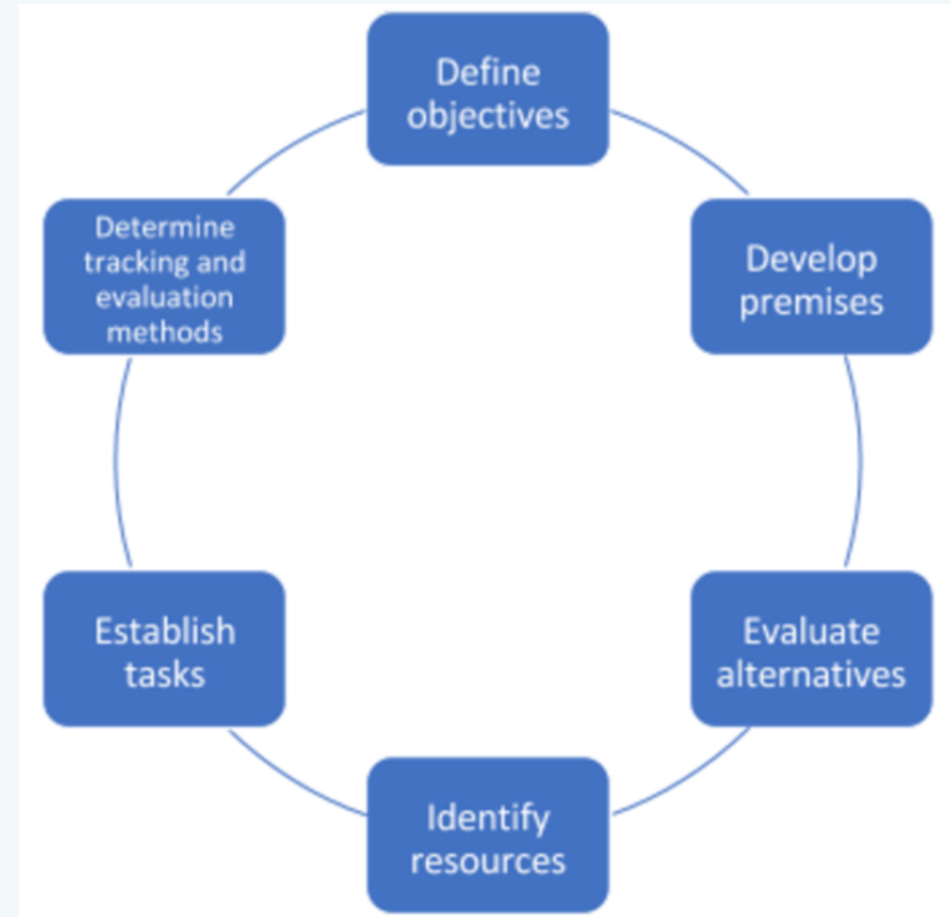 Define
objectives
Develop
premises
Evaluate
alternatives
Identify
resources
Establish
tasks
Determine
tracking and
evaluation
methods